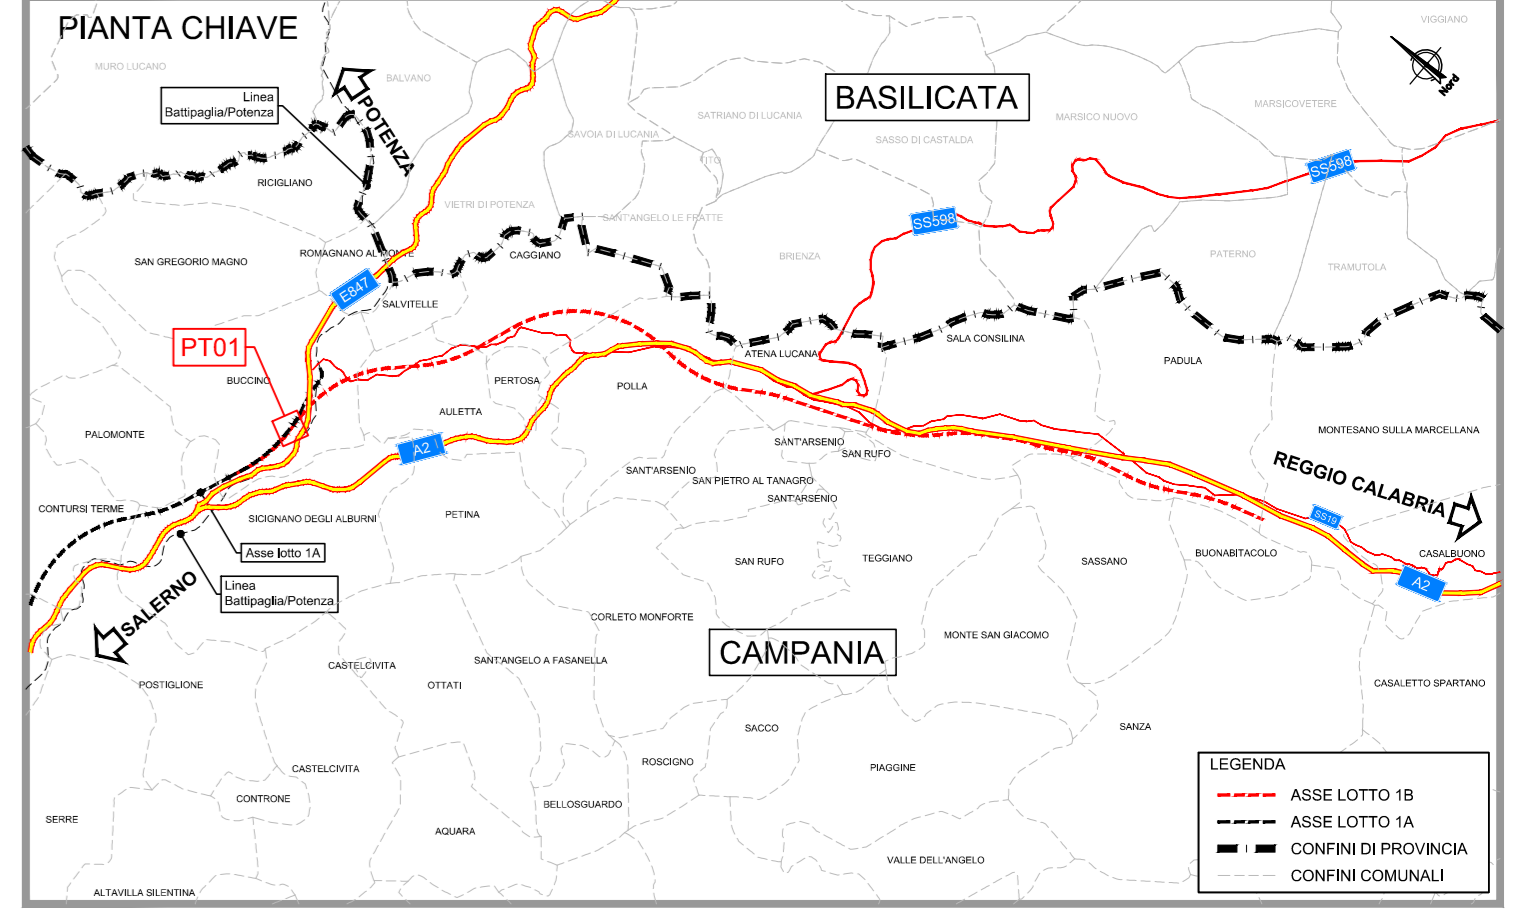 PIANTA CHIAVE
VIGGIANO
MURO LUCANO
BALVANO
Nord
Linea
Battipaglia/Potenza
POTENZA
BASILICATA
MARSICOVETERE
SATRIANO DI LUCANIA
MARSICO NUOVO
SAVOIA DI LUCANIA
SASSO DI CASTALDA
TITO
SS598
RICIGLIANO
VIETRI DI POTENZA
SANT'ANGELO LE FRATTE
SS598
SAN GREGORIO MAGNO
ROMAGNANO AL MONTE
CAGGIANO
BRIENZA
PATERNO
TRAMUTOLA
E847
SALVITELLE
PT01
SALA CONSILINA
ATENA LUCANA
PADULA
BUCCINO
PERTOSA
POLLA
AULETTA
PALOMONTE
MONTESANO SULLA MARCELLANA
A2
SANT'ARSENIO
SAN RUFO
SANT'ARSENIO
SAN PIETRO AL TANAGRO
SANT'ARSENIO
REGGIO CALABRIA
CONTURSI TERME
SICIGNANO DEGLI ALBURNI
PETINA
SS19
Asse lotto 1A
SAN RUFO
TEGGIANO
SASSANO
BUONABITACOLO
CASALBUONO
A2
Linea
Battipaglia/Potenza
SALERNO
CORLETO MONFORTE
MONTE SAN GIACOMO
CAMPANIA
CASTELCIVITA
SANT'ANGELO A FASANELLA
POSTIGLIONE
OTTATI
CASALETTO SPARTANO
SACCO
SANZA
ROSCIGNO
PIAGGINE
CASTELCIVITA
CONTRONE
BELLOSGUARDO
SERRE
AQUARA
VALLE DELL'ANGELO
ALTAVILLA SILENTINA
LEGENDA
ASSE LOTTO 1B
ASSE LOTTO 1A
CONFINI DI PROVINCIA
CONFINI COMUNALI